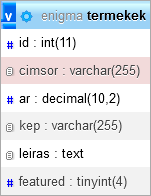 v enigma termekek
# id : int(11)
cimsor : varchar(255)
# ar : decimal(10,2)
kep : varchar(255)
leiras : text
# featured : tinyint(4)